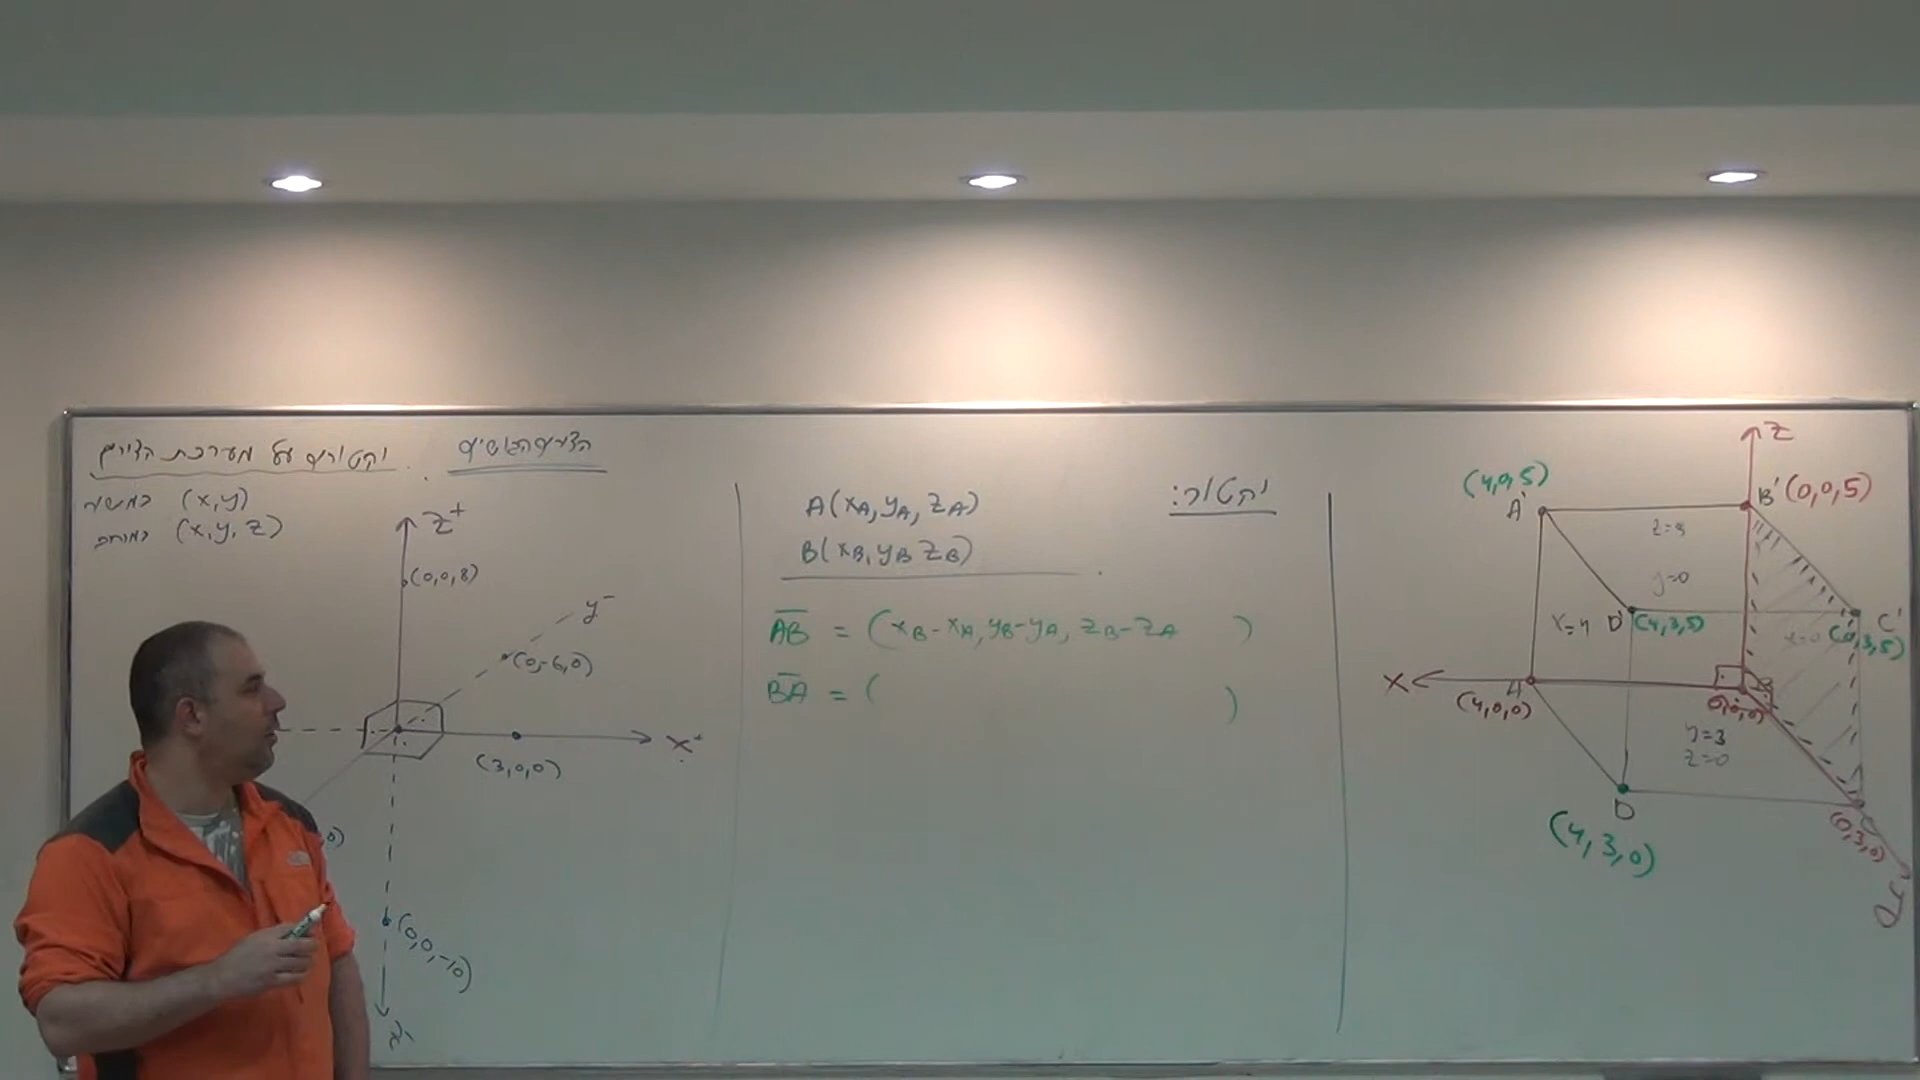 וקטורים על מערכת הצירים
במישור (x,y)
במרחב (x,y,z)
z+
(0,0,8)
y-
(0,-6,0)
x+
(3,0,0)
,0)
(0,0,-10)
z-
וקטור:
A(xA,yA,zA)
B(xB,yB zB)
AB = (xB-xA,yB-yA,zB-zA )
BA = ( )
z
(4,0,5)
A'
B' (0,0,5)
z=5
y=0
x=4 D' (4,3,5)
x=0 (0,3,5) C'
x
A
(4,0,0)
(0,0,0)
y=3
z=0
D
(4,3,0)
C
(0,3,0)
y